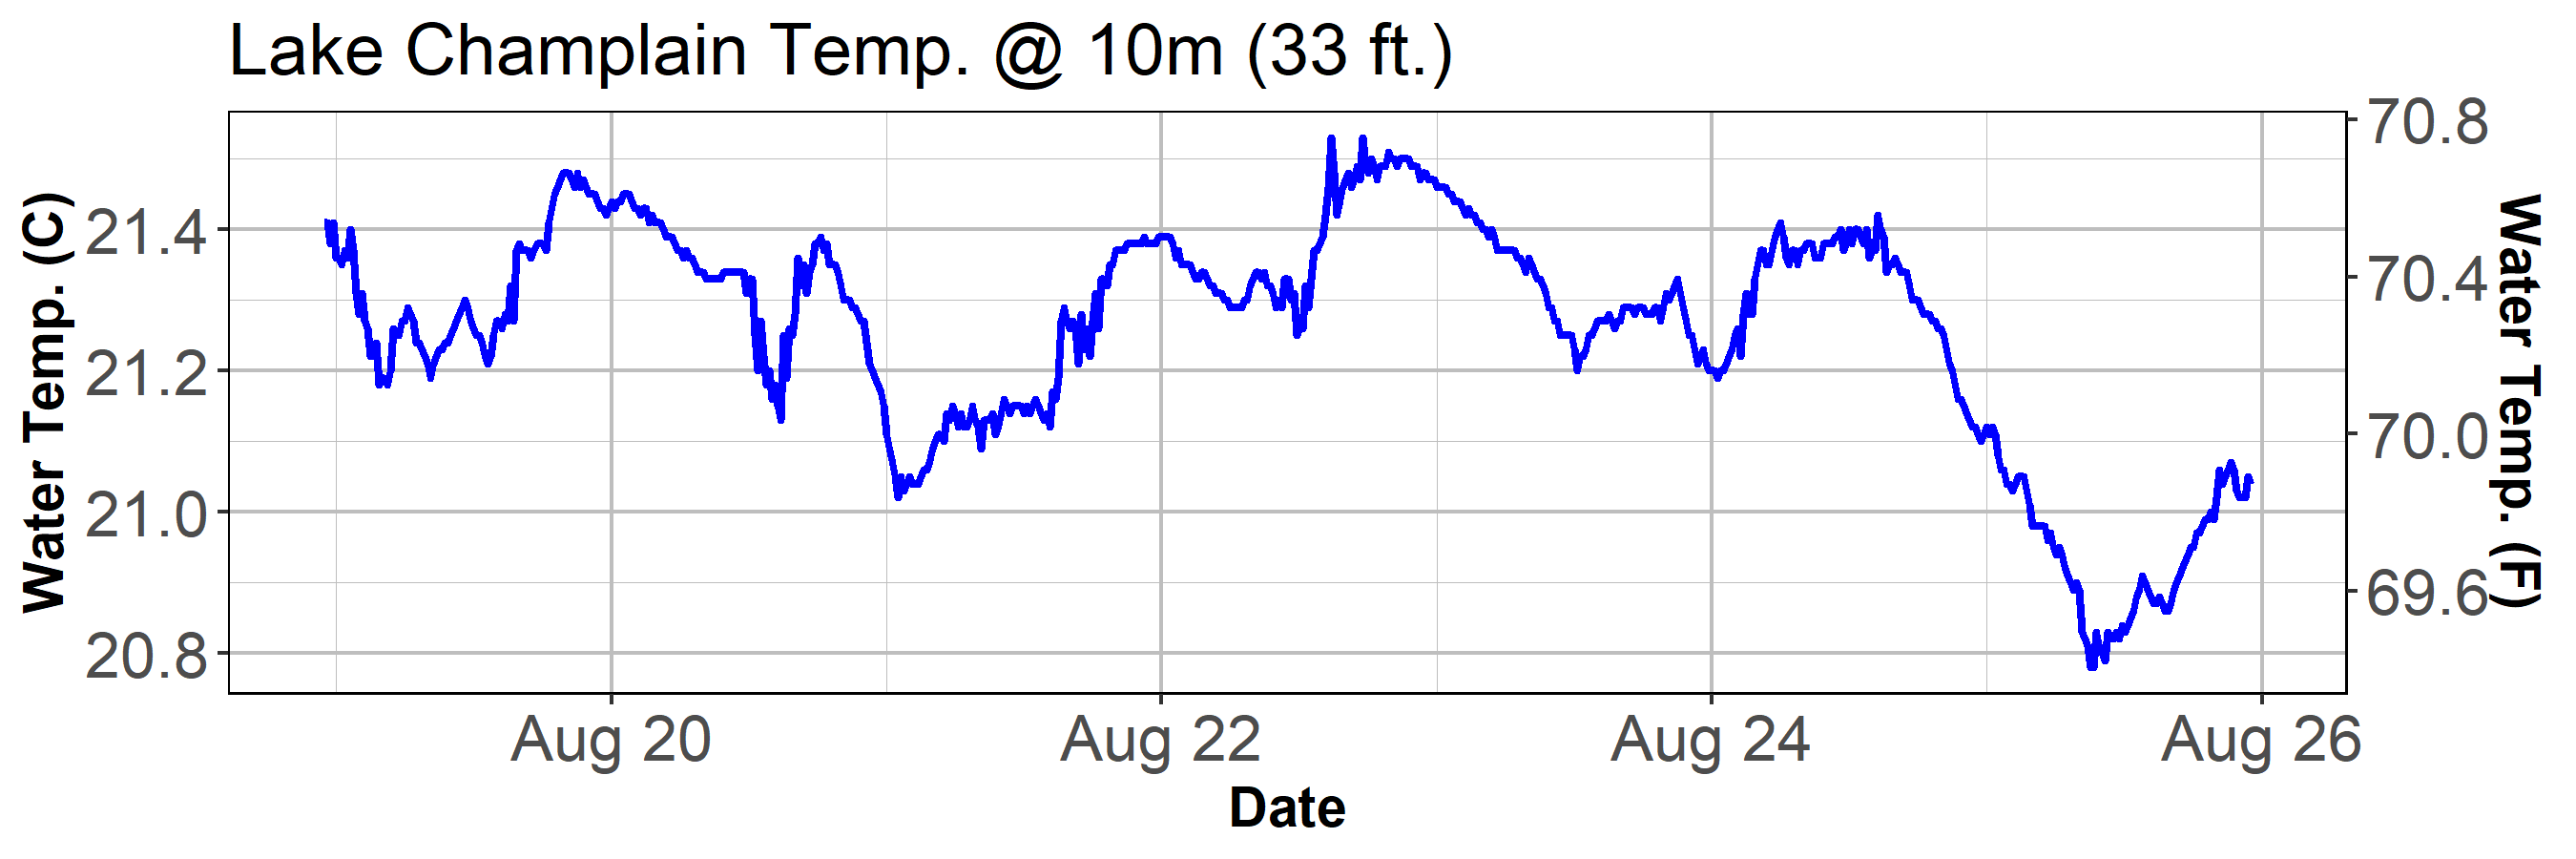 Lake Champlain Temp. @ 10m (33 ft.)
Water Temp. (C)
21.4
21.2
21.0
20.8
70.8
70.4
70.0
69.6
Water Temp. (F)
Aug 20
Aug 22
Aug 24
Aug 26
Date